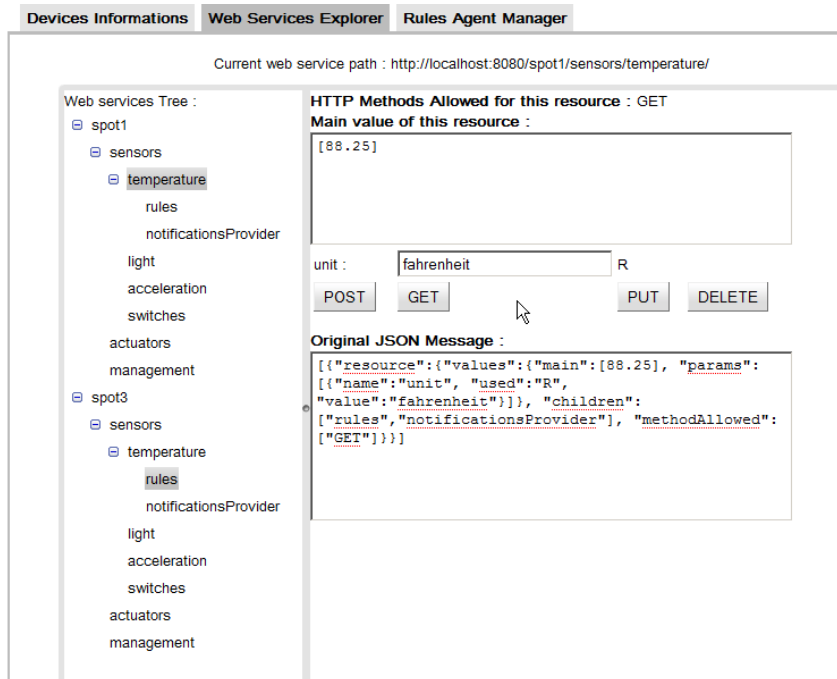 Devices Informations Web Services Explorer Rules Agent Manager
Current web service path : http://localhost:8080/spot1/sensors/temperature/
Web services Tree :
spot1
sensors
temperature
rules
notificationsProvider
light
acceleration
switches
actuators
management
spot3
sensors
temperature
rules
notificationsProvider
light
acceleration
switches
actuators
management
HTTP Methods Allowed for this resource : GET
Main value of this resource :
[88.25]
unit : fahrenheit R
POST GET PUT DELETE
Original JSON Message :
[{"resource":{"values":{"main":[88.25], "params":
[{"name":"unit", "used":"R",
"value":"fahrenheit"}]}, "children":
["rules","notificationsProvider"], "methodAllowed":
["GET"]}}]